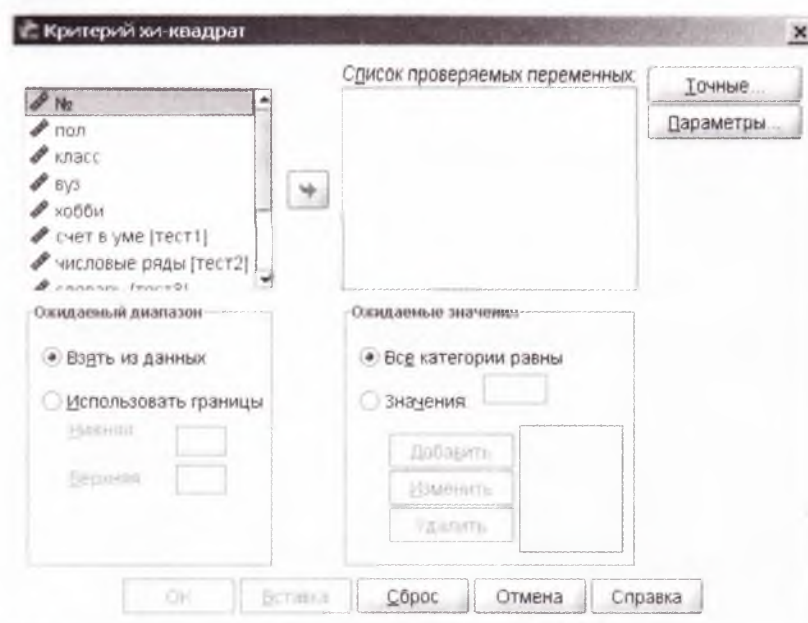 Критерий хи-квадрат
Список проверяемых переменных:
Точные...
Параметры...
№
пол
класс
вуз
хобби
счет в уме [тест1]
числовые ряды [тест2]
словарь [тест3]
Ожидаемый диапазон
Взять из данных
Использовать границы
Нижняя
Верхняя
Ожидаемые значения
Все категории равны
Значения
Добавить
Изменить
Удалить
ОК
Вставка
Сброс
Отмена
Справка